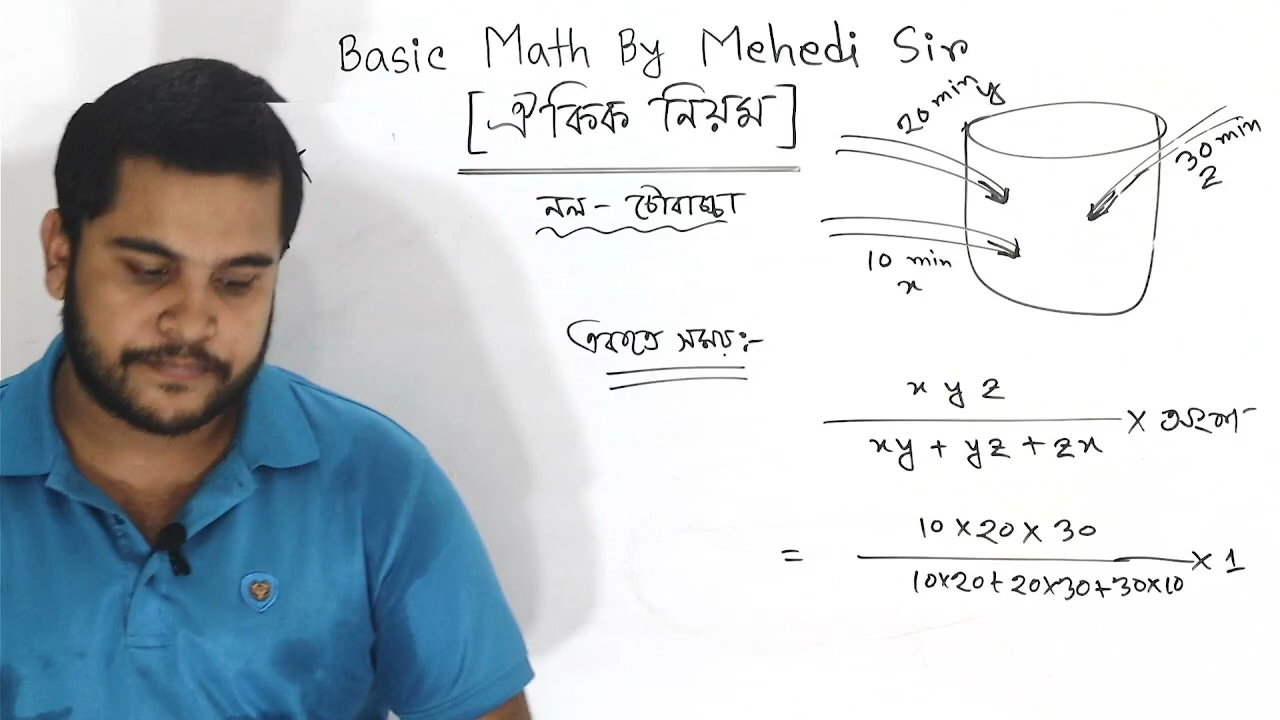 Basic Math By Mehedi Sir
[ঐকিক নিয়ম]
নল - চৌবাচ্চা
20 min y
30 min
z
10 min
x
একত্রে সময়:-
x y z
xy + yz + zx
× অংশ
= 10 × 20 × 30
10×20+20×30+30×10
× 1